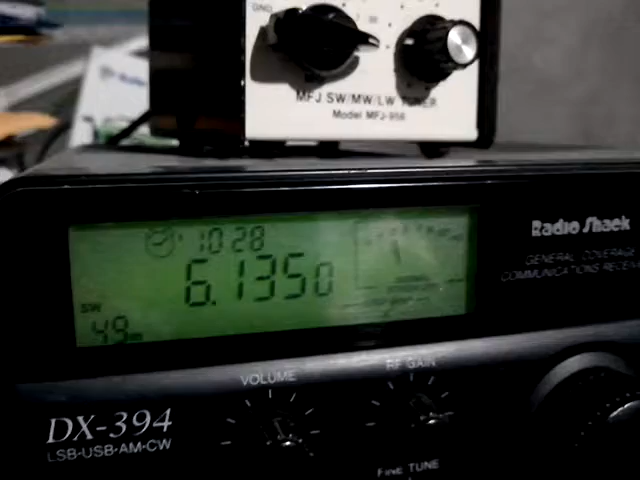 GND
MFJ SW/MW/LW TUNER
Model MFJ-956
Radio Shack
GENERAL COVERAGE
COMMUNICATIONS RECEI
10 28
6.1350
SW
49m
VOLUME
RF GAIN
DX-394
LSB·USB·AM·CW
FINE TUNE